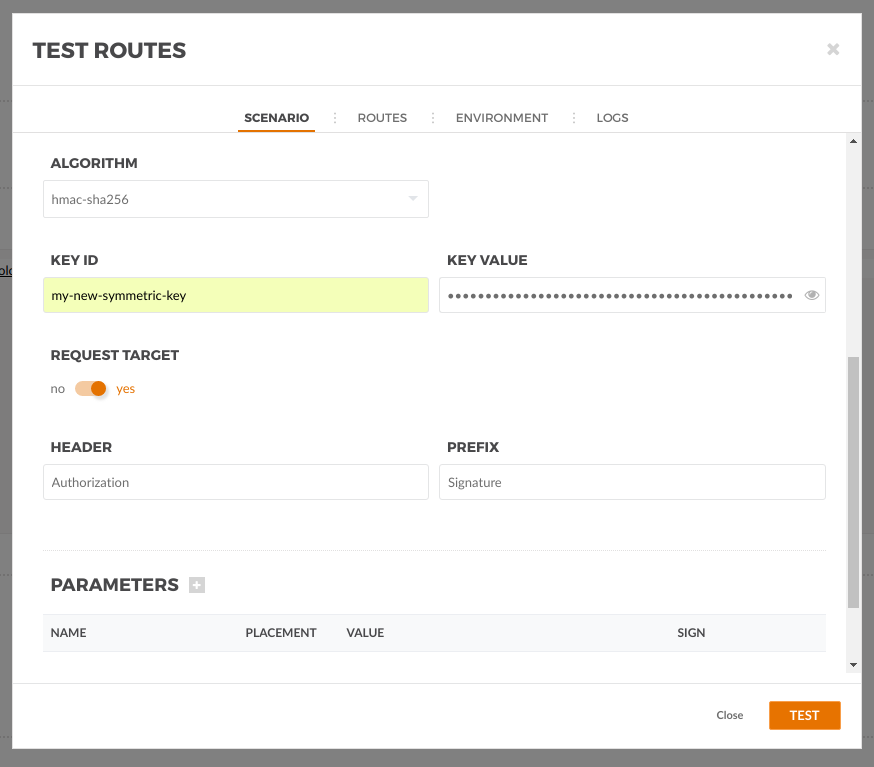 TEST ROUTES
SCENARIO
ROUTES
ENVIRONMENT
LOGS
ALGORITHM
hmac-sha256
KEY ID
KEY VALUE
my-new-symmetric-key
••••••••••••••••••••••••••••••••••••••••••••••
REQUEST TARGET
no
yes
HEADER
PREFIX
Authorization
Signature
PARAMETERS
NAME
PLACEMENT
VALUE
SIGN
Close
TEST